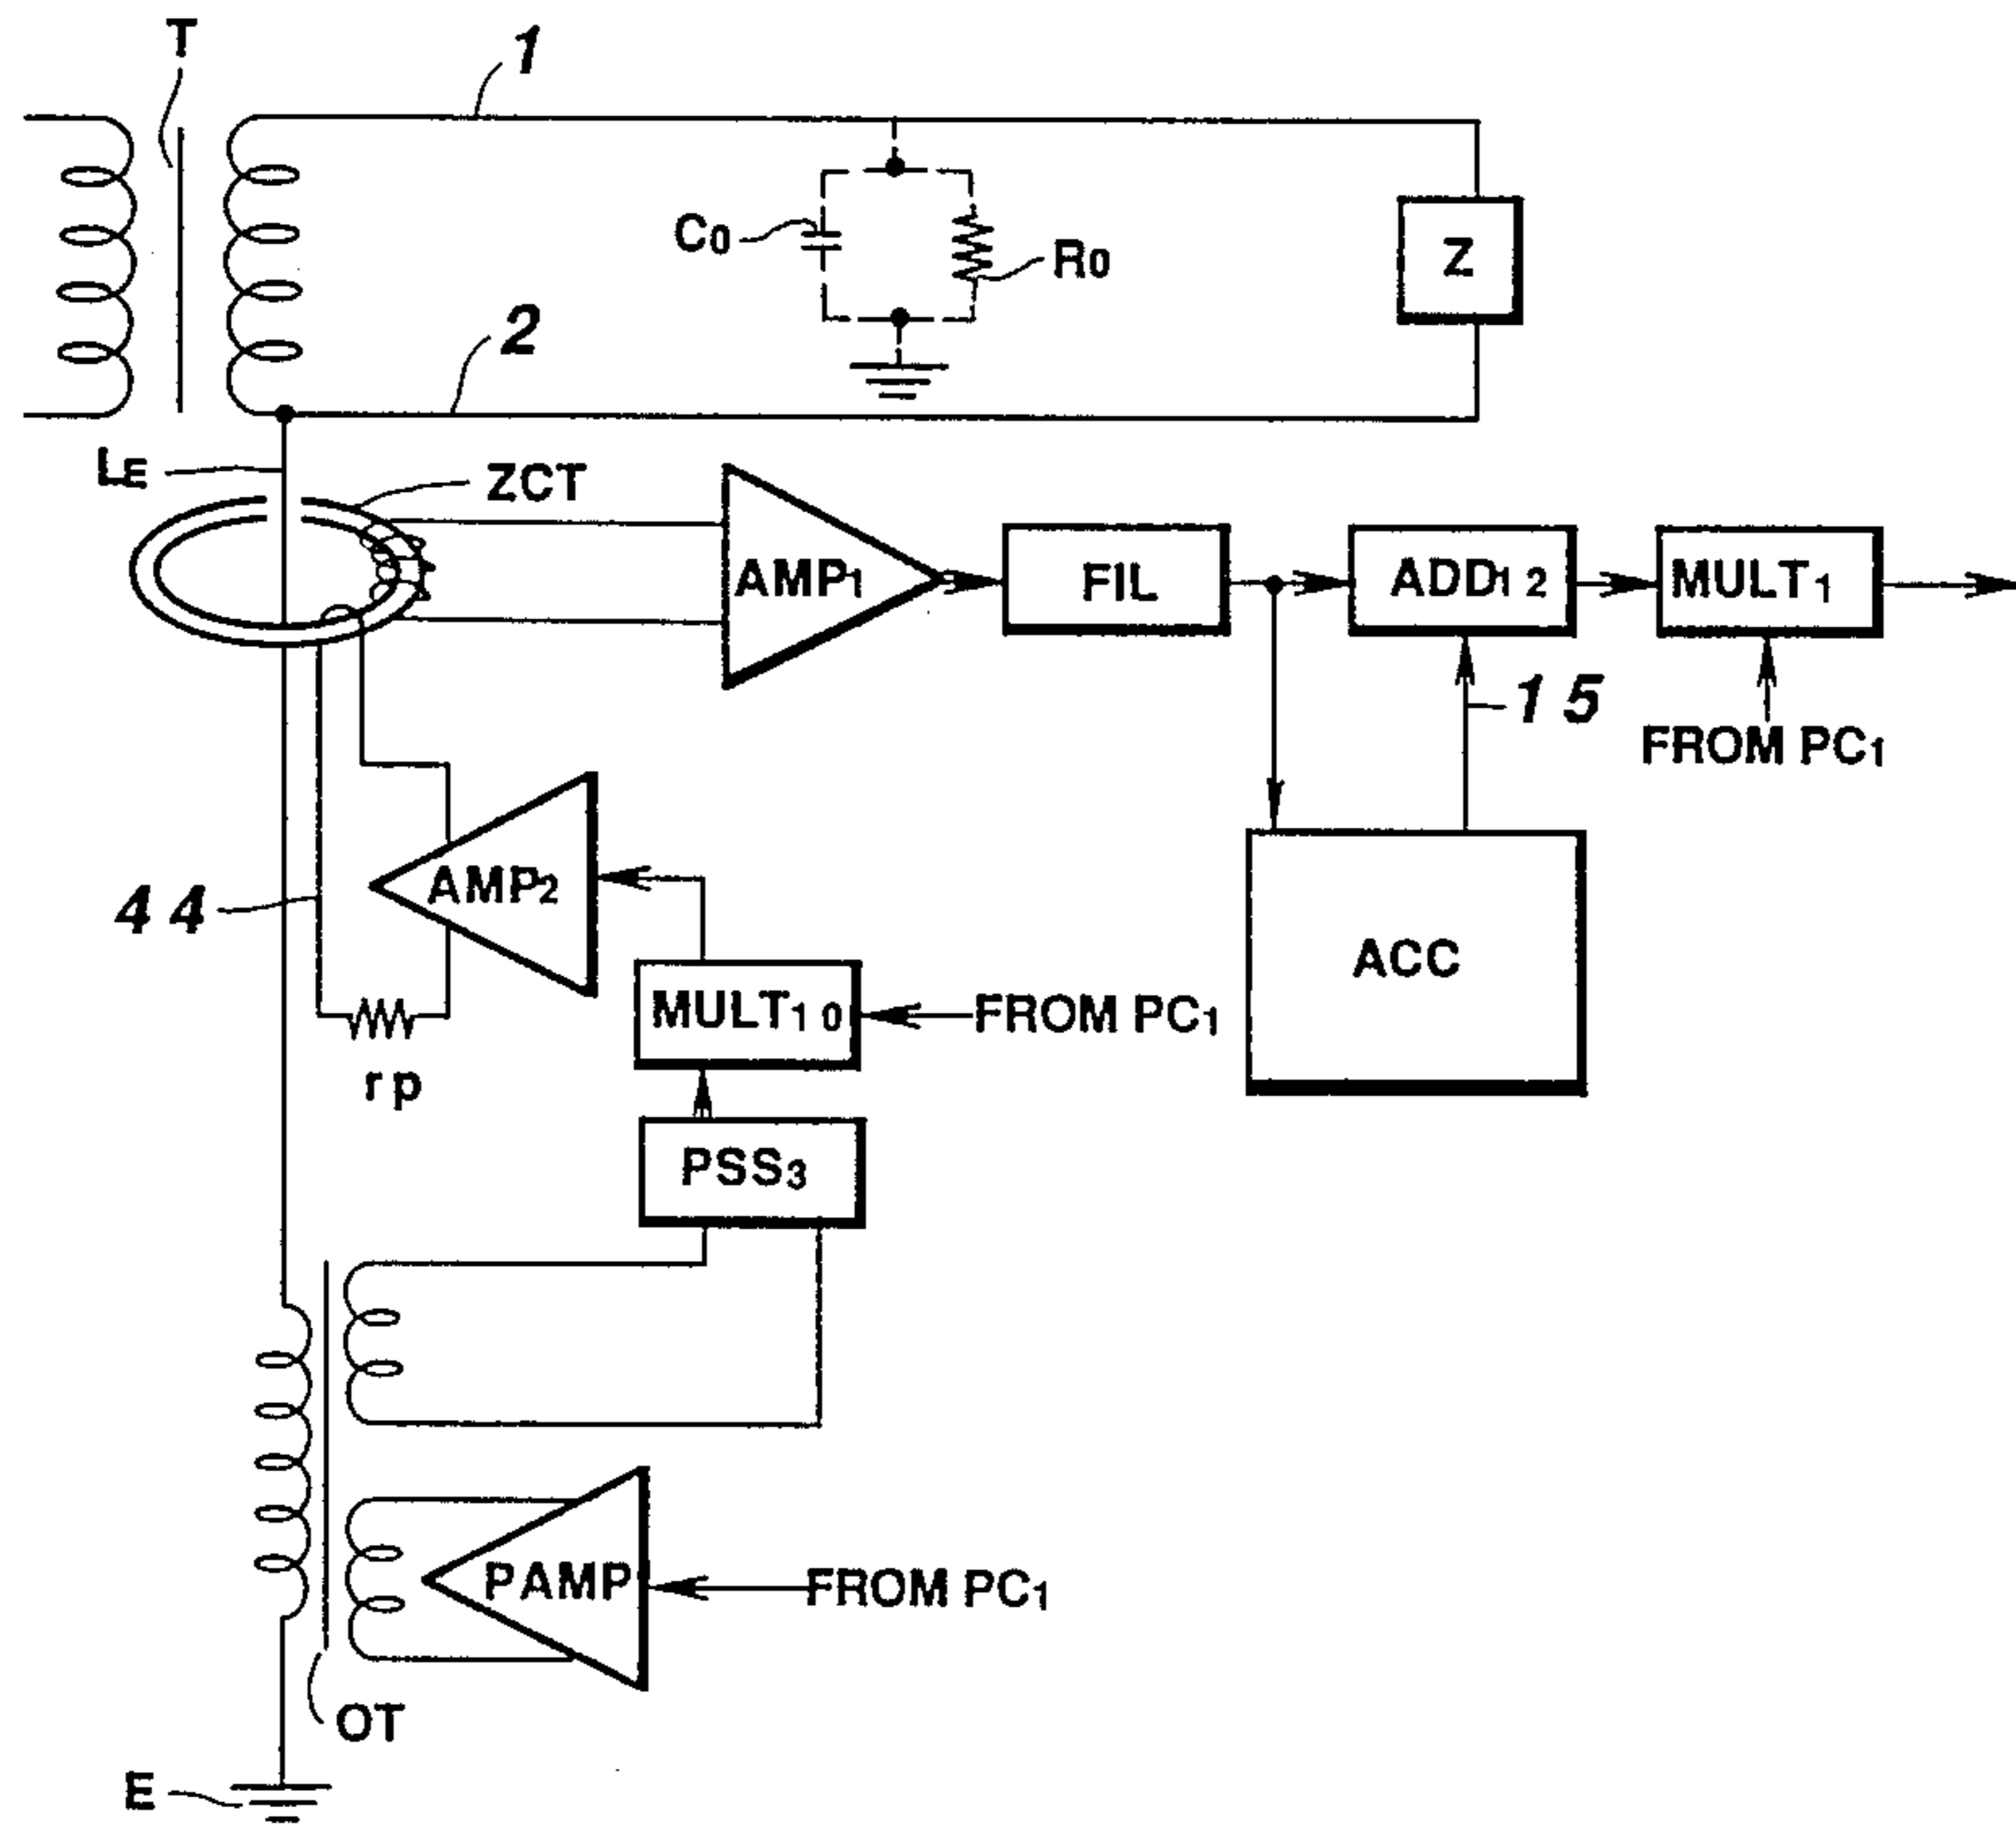 T
1
C0
R0
Z
2
LE
ZCT
AMP1
FIL
ADD12
MULT1
15
FROM PC1
AMP2
44
ACC
MULT10
FROM PC1
rp
PSS3
PAMP
FROM PC1
OT
E